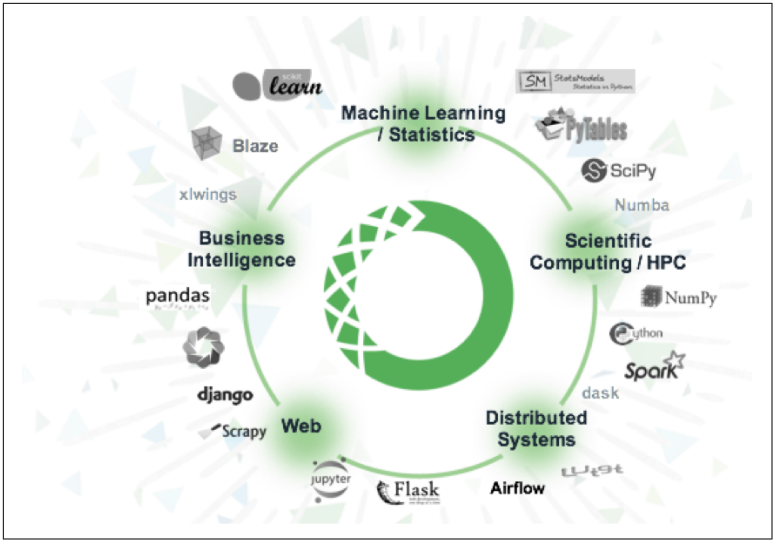 scikit
learn
SM StatsModels
Statistics in Python
Machine Learning
/ Statistics
PyTables
Blaze
SciPy
xlwings
Numba
Business
Intelligence
Scientific
Computing / HPC
pandas
NumPy
Cython
Spark
django
dask
Web
Distributed
Systems
Scrapy
jupyter
Flask
Airflow